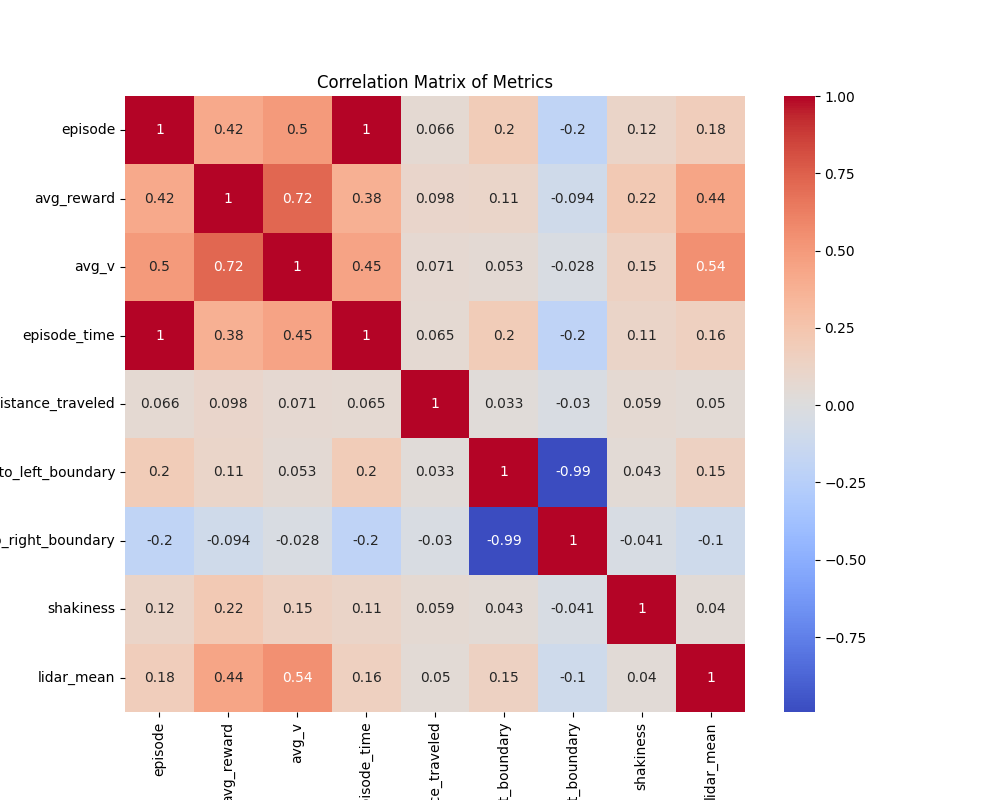 Correlation Matrix of Metrics
episode 1 0.42 0.5 1 0.066 0.2 -0.2 0.12 0.18
avg_reward 0.42 1 0.72 0.38 0.098 0.11 -0.094 0.22 0.44
avg_v 0.5 0.72 1 0.45 0.071 0.053 -0.028 0.15 0.54
episode_time 1 0.38 0.45 1 0.065 0.2 -0.2 0.11 0.16
istance_traveled 0.066 0.098 0.071 0.065 1 0.033 -0.03 0.059 0.05
to_left_boundary 0.2 0.11 0.053 0.2 0.033 1 -0.99 0.043 0.15
o_right_boundary -0.2 -0.094 -0.028 -0.2 -0.03 -0.99 1 -0.041 -0.1
shakiness 0.12 0.22 0.15 0.11 0.059 0.043 -0.041 1 0.04
lidar_mean 0.18 0.44 0.54 0.16 0.05 0.15 -0.1 0.04 1
episode
avg_reward
avg_v
isode_time
ce_traveled
t_boundary
t_boundary
shakiness
lidar_mean
1.00
0.75
0.50
0.25
0.00
−0.25
−0.50
−0.75